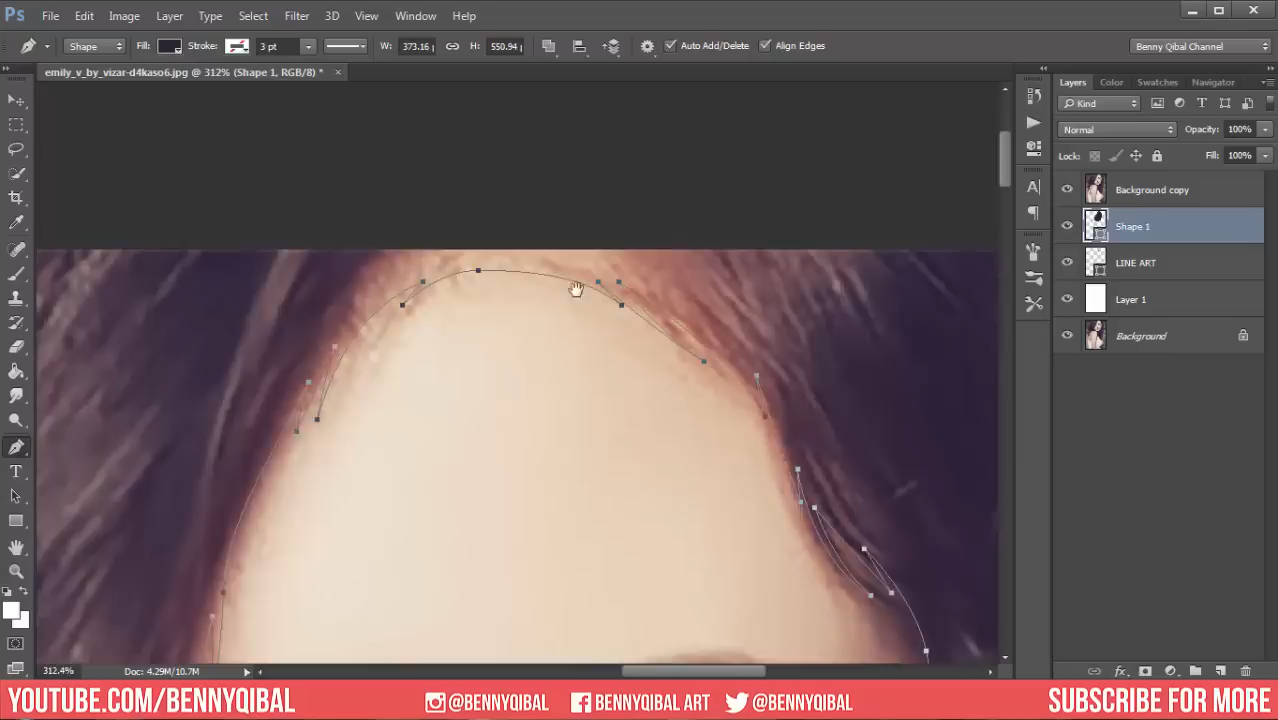 Ps File Edit Image Layer Type Select Filter 3D View Window Help
Shape Fill: Stroke: 3 pt W: 373.16 H: 550.94 Auto Add/Delete Align Edges Benny Qibal Channel
emily_v_by_vizar-d4kaso6.jpg @ 312% (Shape 1, RGB/8) * ×
Layers Color Swatches Navigator
Kind
Normal Opacity: 100%
Lock: Fill: 100%
Background copy
Shape 1
LINE ART
Layer 1
Background
312.4% Doc: 4.29M/10.7M
YOUTUBE.COM/BENNYQIBAL @BENNYQIBAL BENNYQIBAL ART @BENNYQIBAL SUBSCRIBE FOR MORE